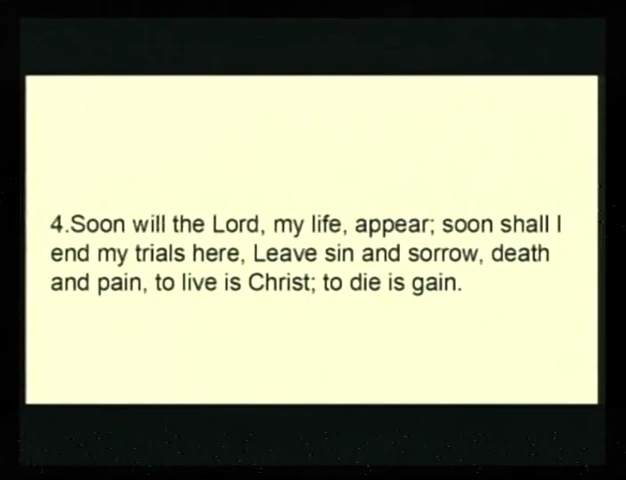 4.Soon will the Lord, my life, appear; soon shall I
end my trials here, Leave sin and sorrow, death
and pain, to live is Christ; to die is gain.